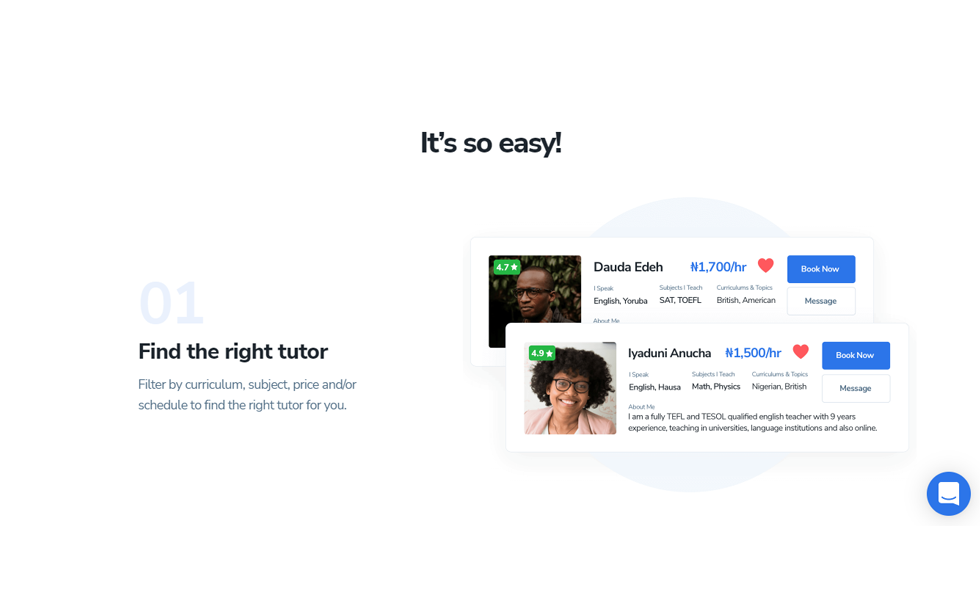 It's so easy!
01
Find the right tutor
Filter by curriculum, subject, price and/or
schedule to find the right tutor for you.
4.7
Dauda Edeh
₦1,700/hr
Book Now
I Speak
Subjects I Teach
Curriculums & Topics
English, Yoruba
SAT, TOEFL
British, American
Message
About Me
4.9
Iyaduni Anucha
₦1,500/hr
Book Now
I Speak
Subjects I Teach
Curriculums & Topics
English, Hausa
Math, Physics
Nigerian, British
Message
About Me
I am a fully TEFL and TESOL qualified english teacher with 9 years
experience, teaching in universities, language institutions and also online.